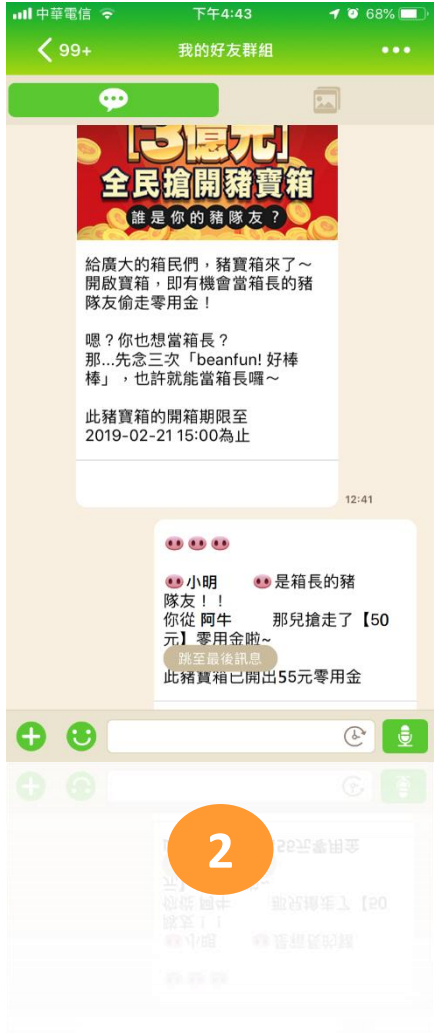 中華電信
下午4:43
68%
99+
我的好友群組
[3億元]
全民搶開豬寶箱
誰是你的豬隊友？
給廣大的箱民們，豬寶箱來了～
開啟寶箱，即有機會當箱長的豬
隊友偷走零用金！
嗯？你也想當箱長？
那...先念三次「beanfun! 好棒
棒」，也許就能當箱長囉～
此豬寶箱的開箱期限至
2019-02-21 15:00為止
12:41
小明 是箱長的豬
隊友！！
你從 阿牛 那兒搶走了【50
元】零用金啦~
跳至最後訊息
此豬寶箱已開出55元零用金
2